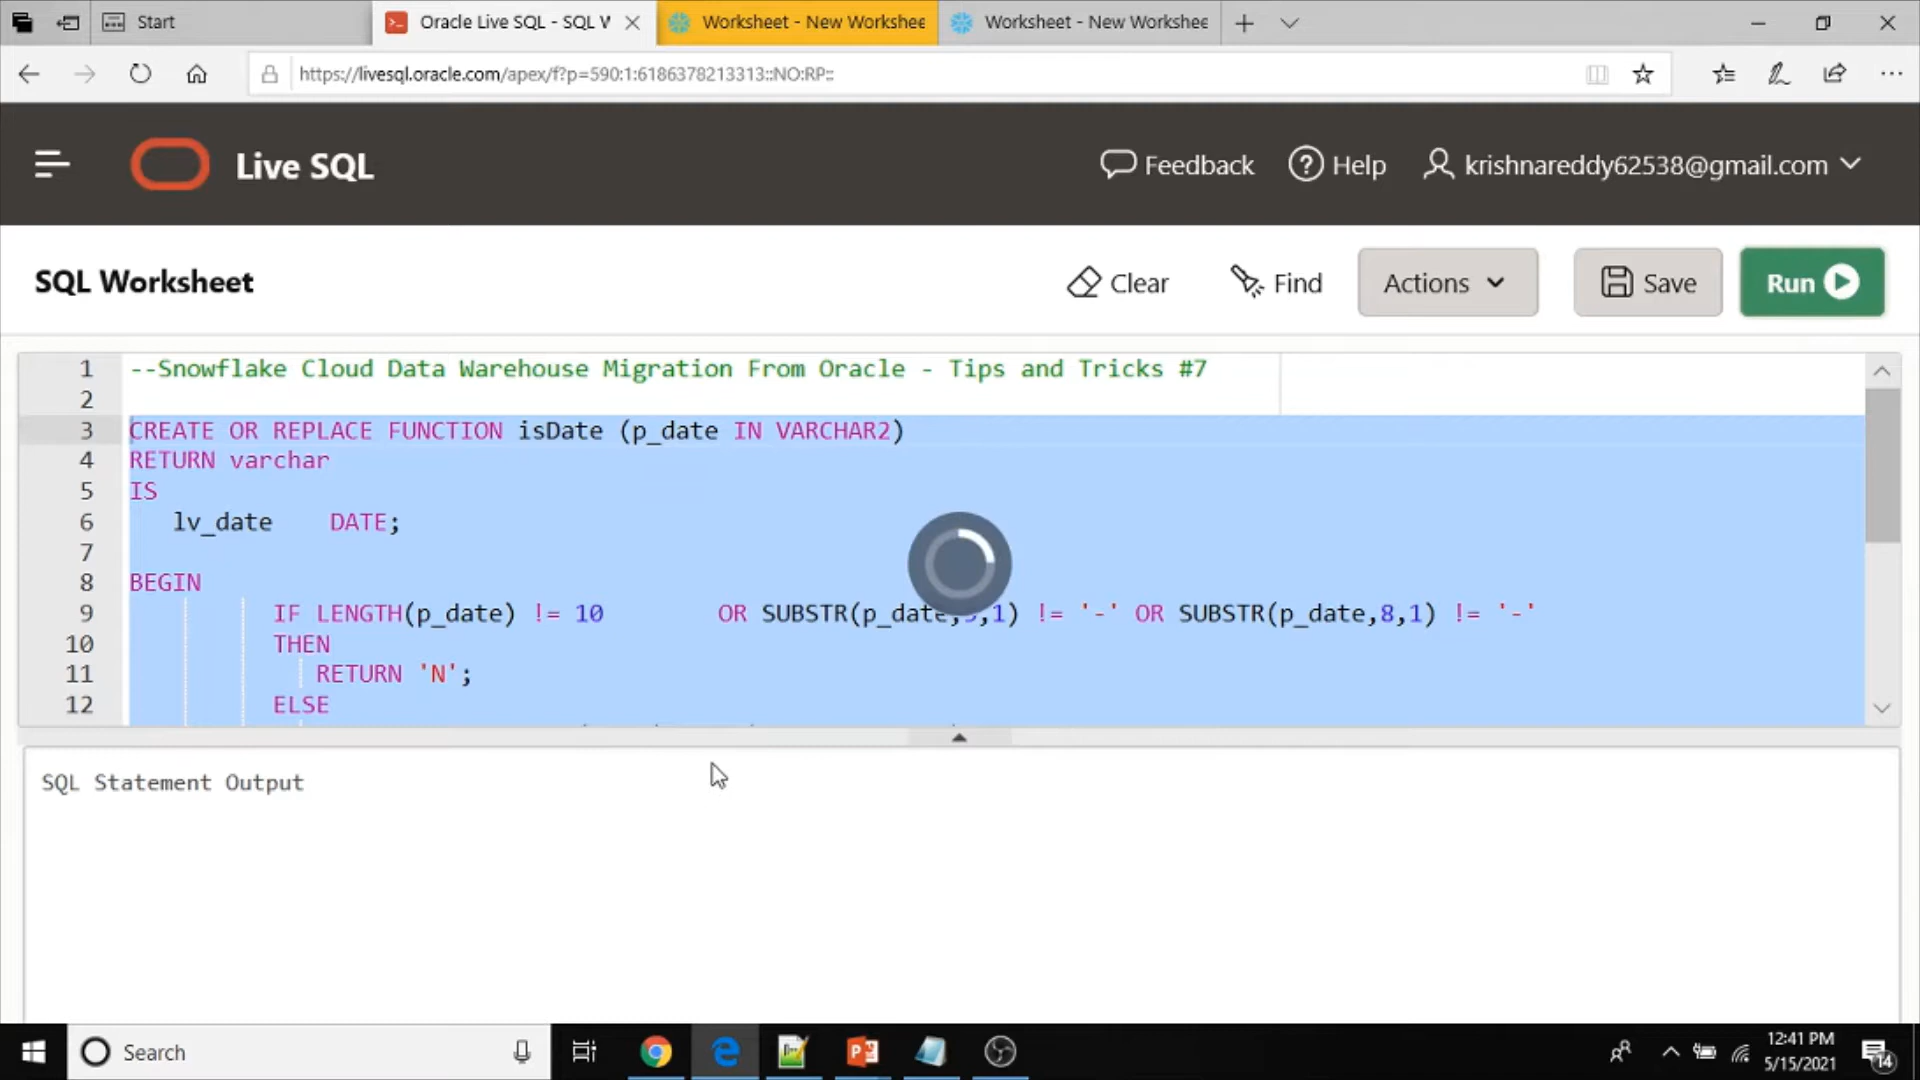 Start
Oracle Live SQL - SQL W
Worksheet - New Workshee
Worksheet - New Workshee
https://livesql.oracle.com/apex/f?p=590:1:6186378213313::NO:RP::
Live SQL
Feedback
Help
krishnareddy62538@gmail.com
SQL Worksheet
Clear
Find
Actions
Save
Run
1 --Snowflake Cloud Data Warehouse Migration From Oracle - Tips and Tricks #7
2
3 CREATE OR REPLACE FUNCTION isDate (p_date IN VARCHAR2)
4 RETURN varchar
5 IS
6 lv_date DATE;
7
8 BEGIN
9 IF LENGTH(p_date) != 10 OR SUBSTR(p_date,5,1) != '-' OR SUBSTR(p_date,8,1) != '-'
10 THEN
11 RETURN 'N';
12 ELSE
SQL Statement Output
Search
12:41 PM
5/15/2021
14